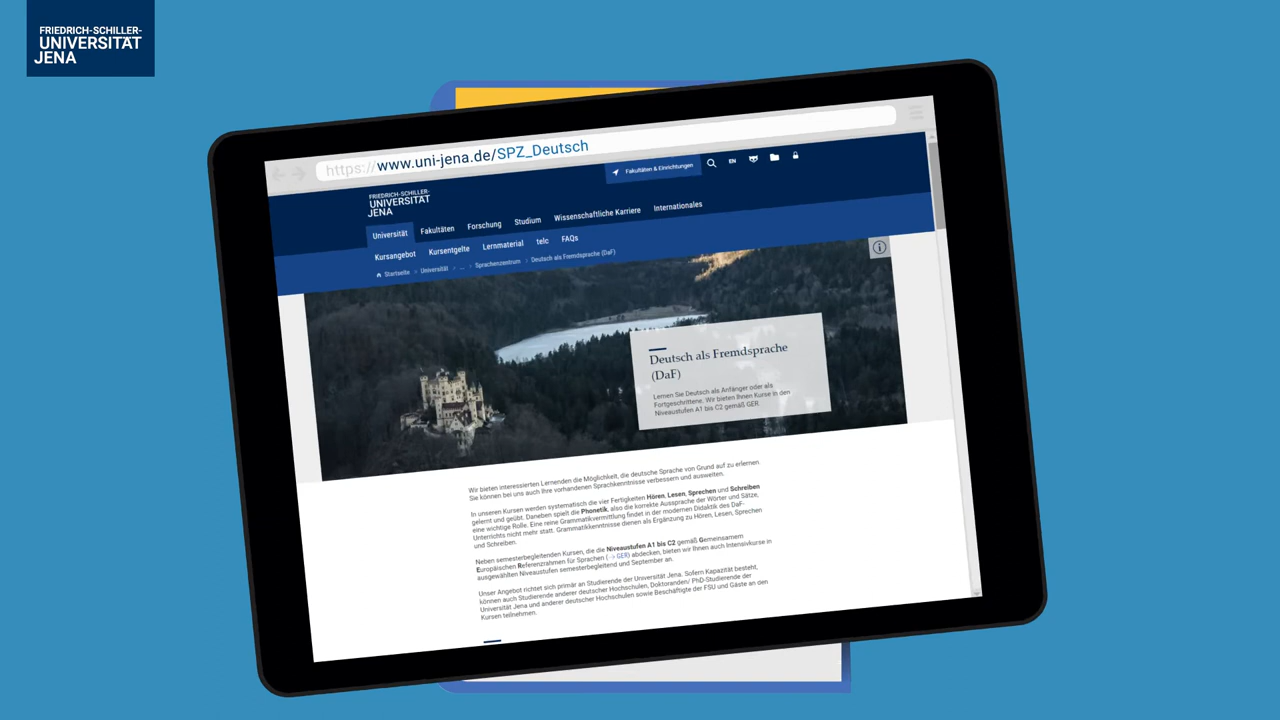 FRIEDRICH-SCHILLER-
UNIVERSITÄT
JENA
https://www.uni-jena.de/SPZ_Deutsch
FRIEDRICH-SCHILLER-
UNIVERSITÄT
JENA
Fakultäten & Einrichtungen
EN
Universität Fakultäten Forschung Studium Wissenschaftliche Karriere Internationales
Kursangebot Kursentgelte Lernmaterial telc FAQs
Startseite › Universität › ... › Sprachenzentrum › Deutsch als Fremdsprache (DaF)
Deutsch als Fremdsprache
(DaF)
Lernen Sie Deutsch als Anfänger oder als
Fortgeschrittene. Wir bieten Ihnen Kurse in den
Niveaustufen A1 bis C2 gemäß GER.
Wir bieten interessierten Lernenden die Möglichkeit, die deutsche Sprache von Grund auf zu erlernen
Sie können bei uns auch Ihre vorhandenen Sprachkenntnisse verbessern und ausweiten.
In unseren Kursen werden systematisch die vier Fertigkeiten Hören, Lesen, Sprechen und Schreiben
gelernt und geübt. Daneben spielt die Phonetik, also die korrekte Aussprache der Wörter und Sätze,
eine wichtige Rolle. Eine reine Grammatikvermittlung findet in der modernen Didaktik des DaF-
Unterrichts nicht mehr statt. Grammatikkenntnisse dienen als Ergänzung zu Hören, Lesen, Sprechen
und Schreiben.
Neben semesterbegleitenden Kursen, die die Niveaustufen A1 bis C2 gemäß Gemeinsamem
Europäischen Referenzrahmen für Sprachen (→ GER) abdecken, bieten wir Ihnen auch Intensivkurse in
ausgewählten Niveaustufen semesterbegleitend und September an.
Unser Angebot richtet sich primär an Studierende der Universität Jena. Sofern Kapazität besteht,
können auch Studierende anderer deutscher Hochschulen, Doktoranden/ PhD-Studierende der
Universität Jena und anderer deutscher Hochschulen sowie Beschäftigte der FSU und Gäste an den
Kursen teilnehmen.